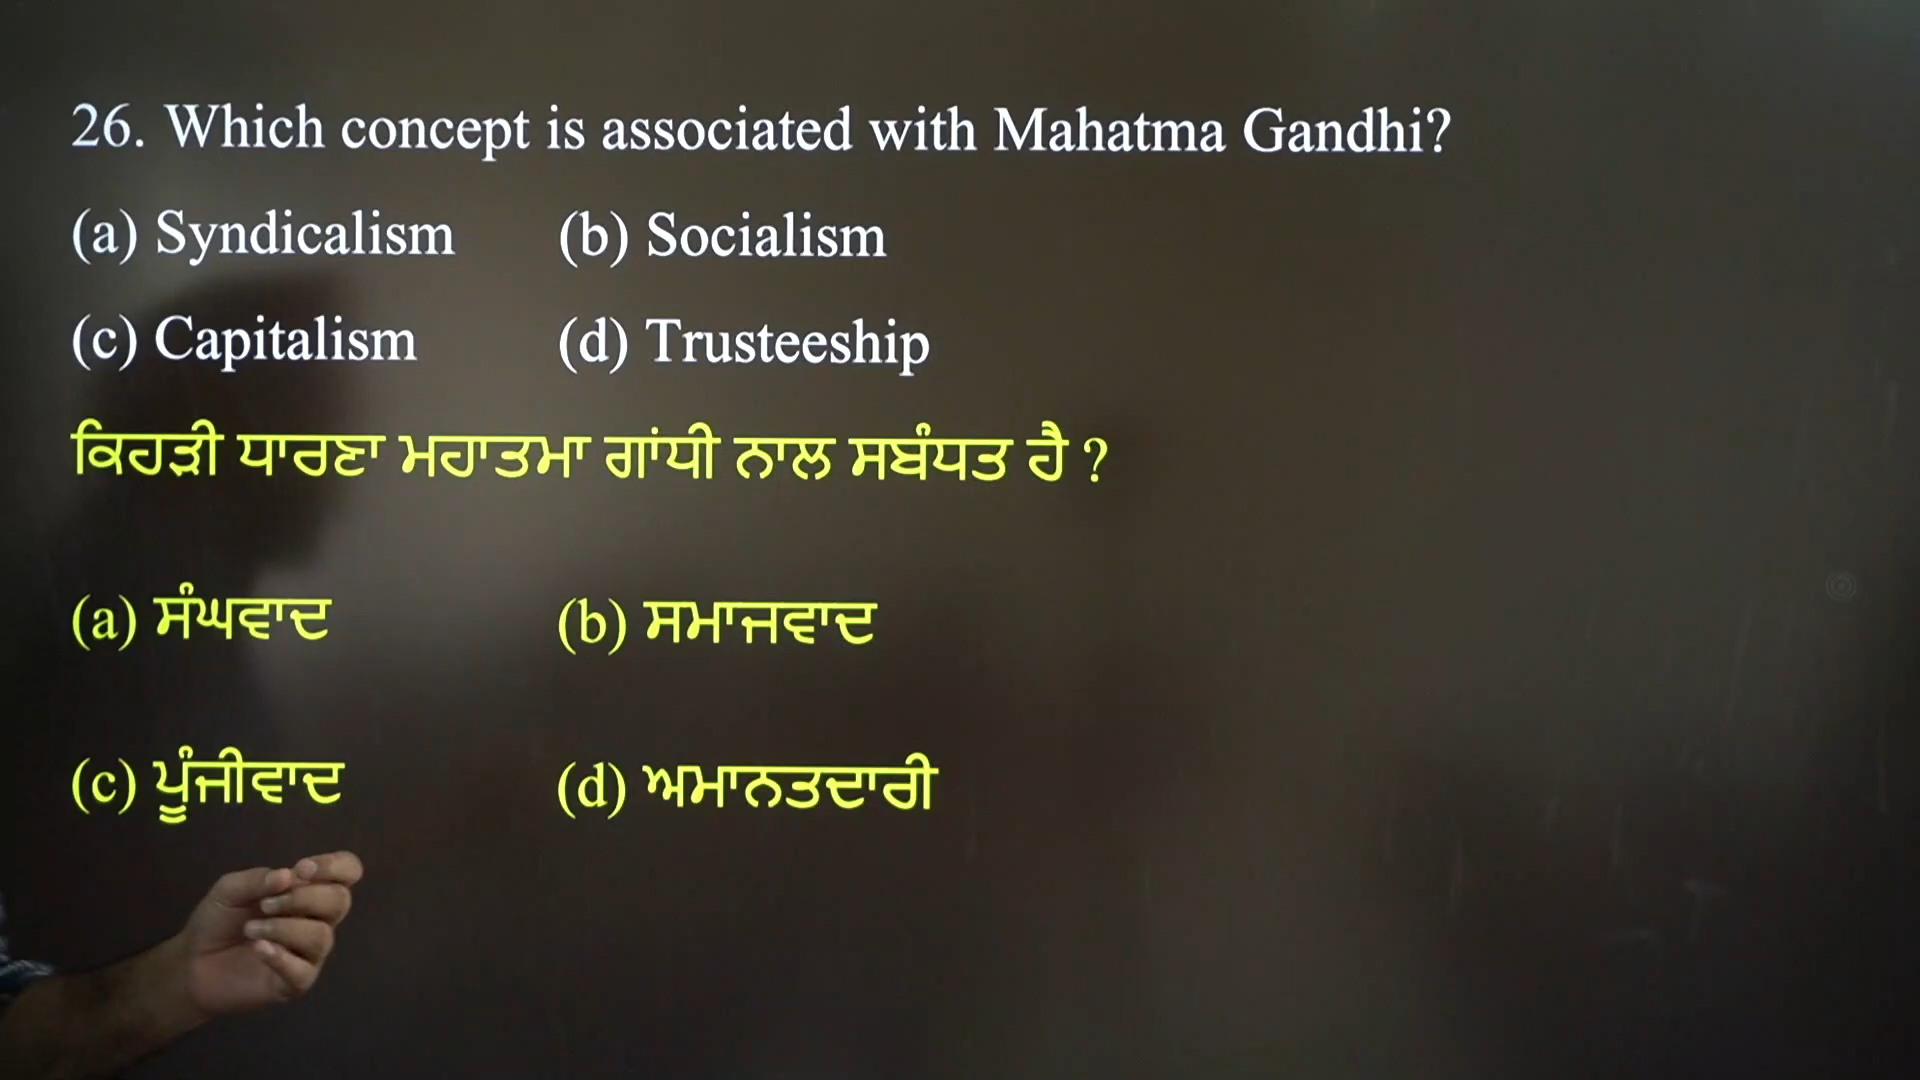 26. Which concept is associated with Mahatma Gandhi?
(a) Syndicalism (b) Socialism
(c) Capitalism (d) Trusteeship
ਕਿਹੜੀ ਧਾਰਣਾ ਮਹਾਤਮਾ ਗਾਂਧੀ ਨਾਲ ਸਬੰਧਤ ਹੈ ?
(a) ਸੰਘਵਾਦ (b) ਸਮਾਜਵਾਦ
(c) ਪੂੰਜੀਵਾਦ (d) ਅਮਾਨਤਦਾਰੀ